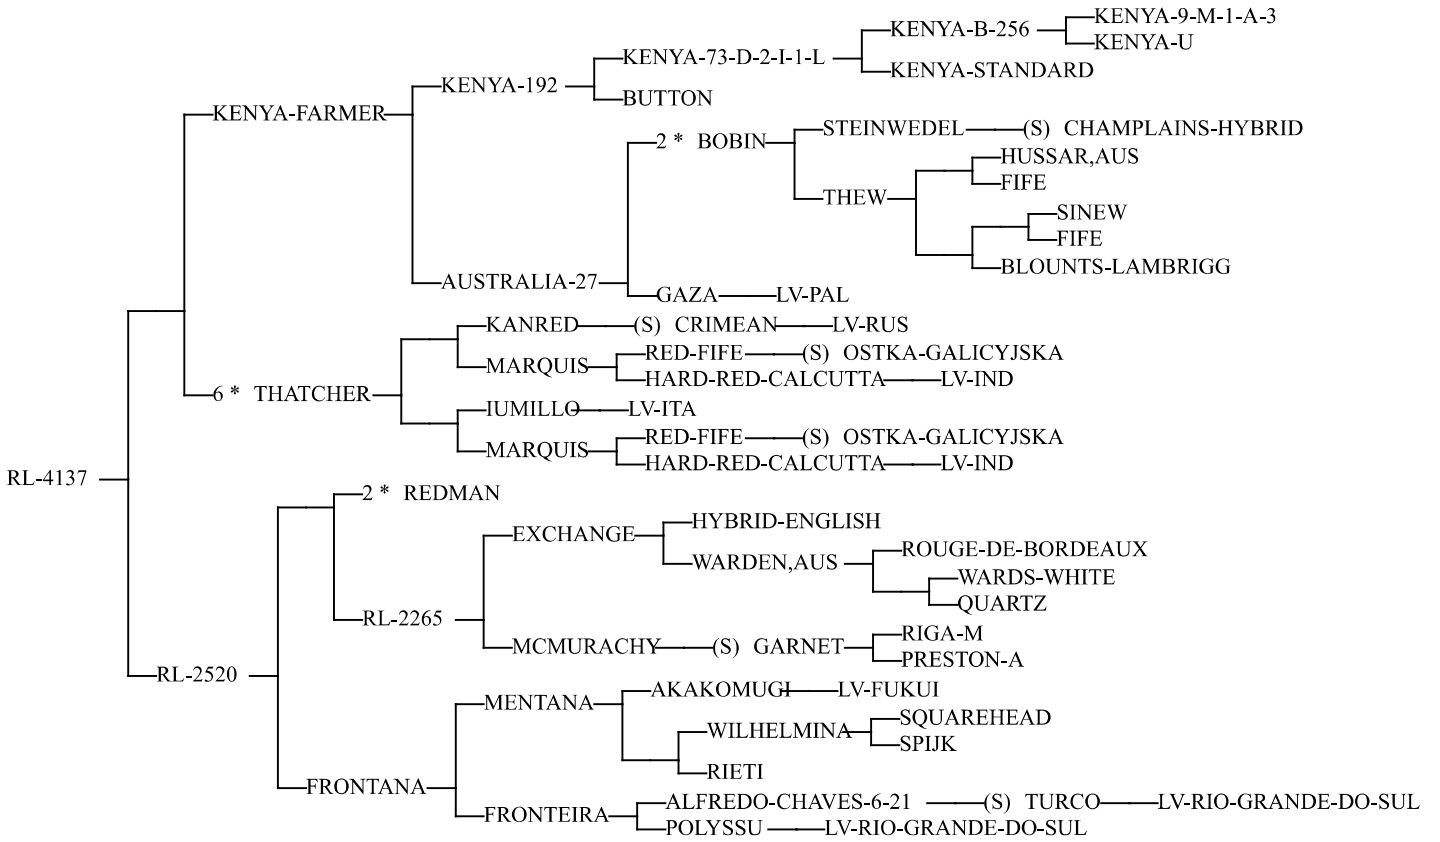 KENYA-9-M-1-A-3
KENYA-B-256
KENYA-U
KENYA-73-D-2-I-1-L
KENYA-STANDARD
KENYA-192
BUTTON
KENYA-FARMER
STEINWEDEL (S) CHAMPLAINS-HYBRID
2 * BOBIN
HUSSAR,AUS
FIFE
THEW
SINEW
FIFE
BLOUNTS-LAMBRIGG
AUSTRALIA-27
GAZA LV-PAL
KANRED (S) CRIMEAN LV-RUS
RED-FIFE (S) OSTKA-GALICYJSKA
MARQUIS
HARD-RED-CALCUTTA LV-IND
6 * THATCHER
IUMILLO LV-ITA
RED-FIFE (S) OSTKA-GALICYJSKA
MARQUIS
HARD-RED-CALCUTTA LV-IND
RL-4137
2 * REDMAN
HYBRID-ENGLISH
EXCHANGE
ROUGE-DE-BORDEAUX
WARDEN,AUS
WARDS-WHITE
QUARTZ
RL-2265
RIGA-M
MCMURACHY (S) GARNET
PRESTON-A
RL-2520
AKAKOMUGI LV-FUKUI
MENTANA
SQUAREHEAD
WILHELMINA
SPIJK
RIETI
FRONTANA
ALFREDO-CHAVES-6-21 (S) TURCO LV-RIO-GRANDE-DO-SUL
FRONTEIRA
POLYSSU LV-RIO-GRANDE-DO-SUL